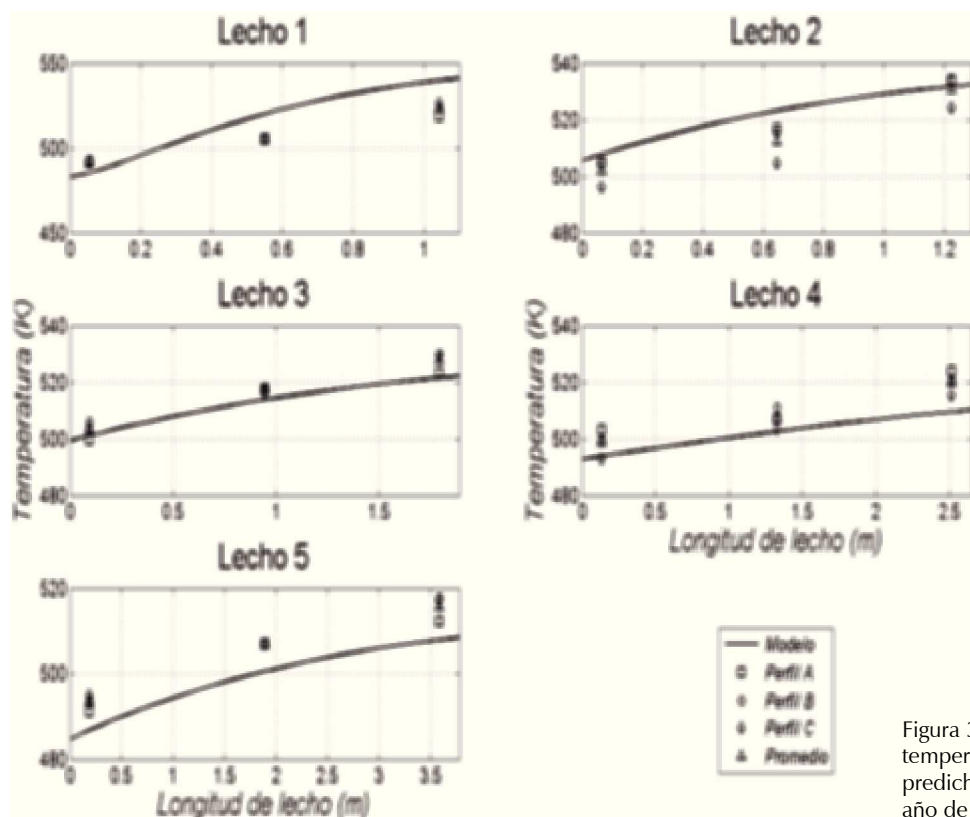 Lecho 1
550
500
450
0 0.2 0.4 0.6 0.8 1
Lecho 2
540
520
500
480
0 0.2 0.4 0.6 0.8 1 1.2
Lecho 3
Temperatura (K)
540
520
500
480
0 0.5 1 1.5
Lecho 4
Temperatura (K)
540
520
500
480
0 0.5 1 1.5 2 2.5
Longitud de lecho (m)
Lecho 5
520
500
480
0 0.5 1 1.5 2 2.5 3 3.5
Longitud de lecho (m)
Modelo
Perfil A
Perfil B
Perfil C
Promedio
Figura 3
temper
predich
año de